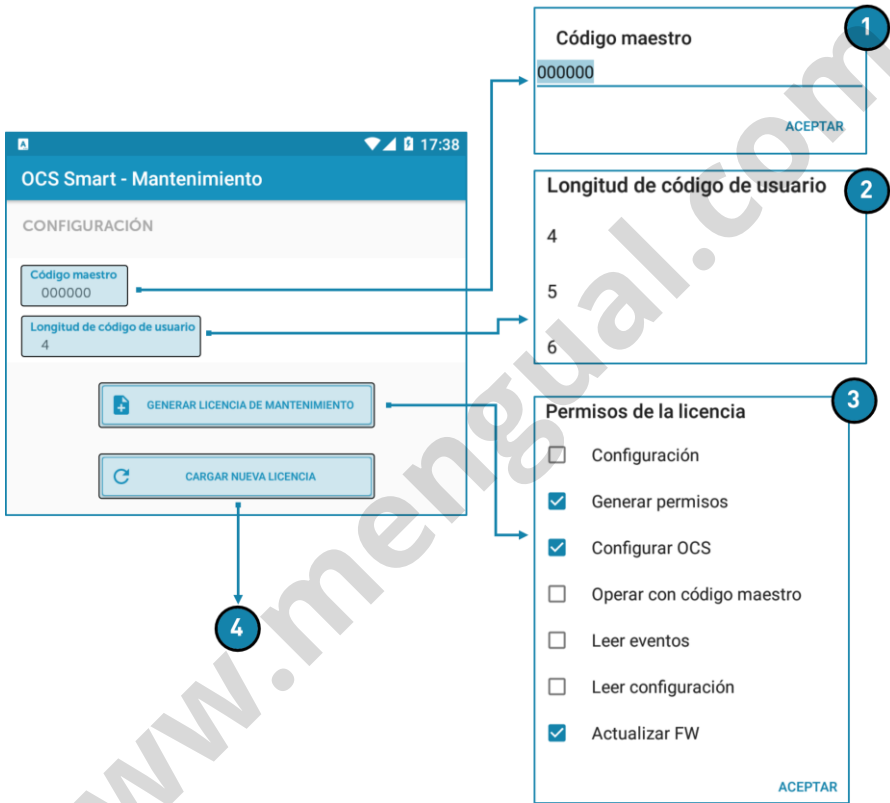 1
Código maestro
000000
ACEPTAR
17:38
OCS Smart - Mantenimiento
CONFIGURACIÓN
Código maestro
000000
Longitud de código de usuario
4
GENERAR LICENCIA DE MANTENIMIENTO
CARGAR NUEVA LICENCIA
4
2
Longitud de código de usuario
4
5
6
3
Permisos de la licencia
Configuración
Generar permisos
Configurar OCS
Operar con código maestro
Leer eventos
Leer configuración
Actualizar FW
ACEPTAR
www.mengual.com